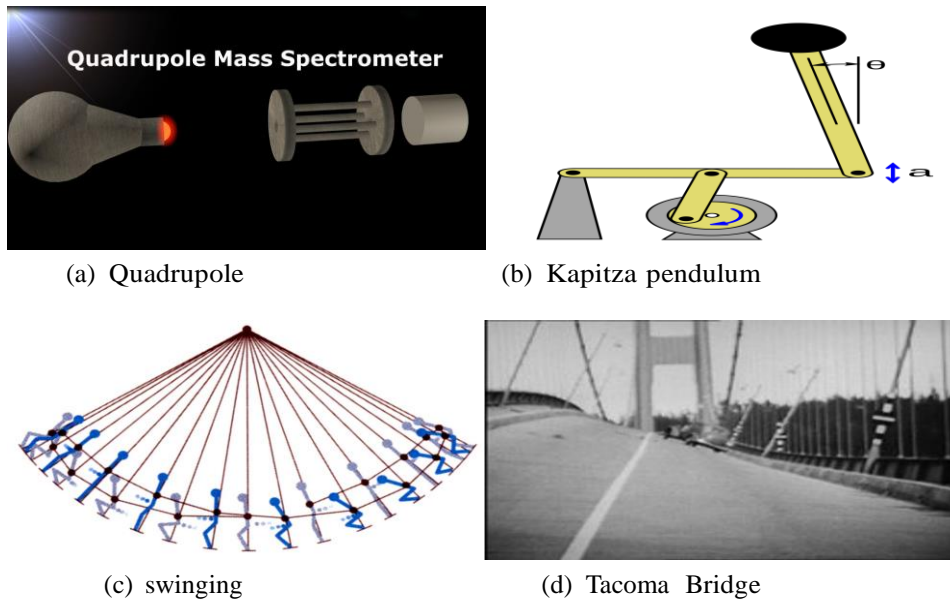 Quadrupole Mass Spectrometer
θ
a
(a) Quadrupole
(b) Kapitza pendulum
(c) swinging
(d) Tacoma Bridge